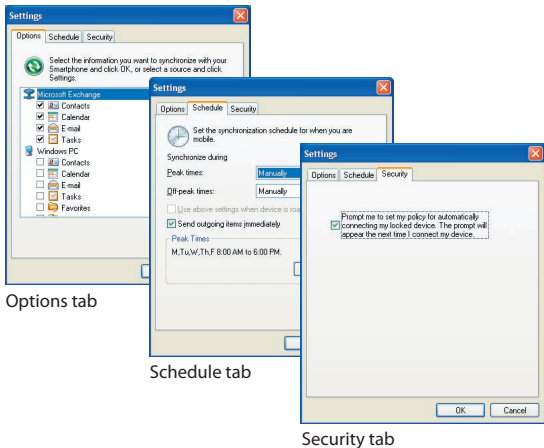 Settings
Options Schedule Security
Select the information you want to synchronize with your
Smartphone and click OK, or select a source and click
Settings.
Microsoft Exchange
Contacts
Calendar
E-mail
Tasks
Windows PC
Contacts
Calendar
E-mail
Tasks
Favorites
Options tab
Settings
Options Schedule Security
Set the synchronization schedule for when you are
mobile.
Synchronize during
Peak times: Manually
Off-peak times: Manually
Use above settings when device is
Send outgoing items immediately
Peak Times
M,Tu,W,Th,F 8:00 AM to 6:00 PM.
Schedule tab
Settings
Options Schedule Security
Prompt me to set my policy for automatically
connecting my locked device. The prompt will
appear the next time I connect my device.
OK Cancel
Security tab